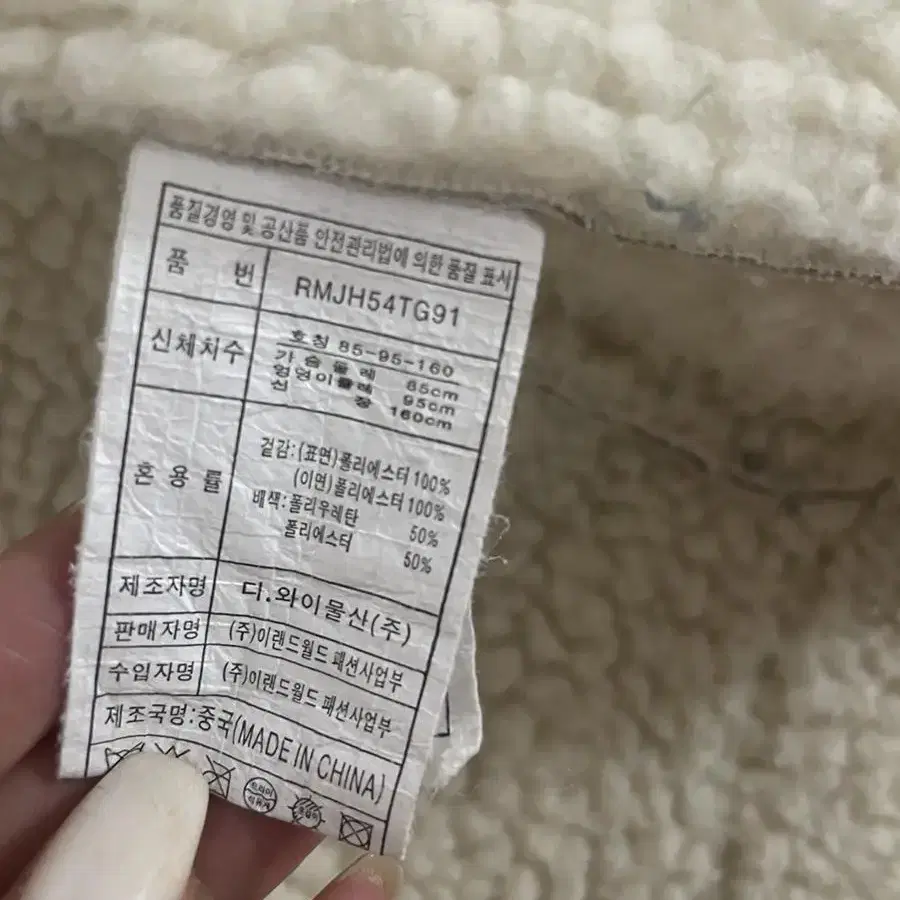 품질경영 및 공산품 안전관리법에 의한 품질 표시
품 번 RMJH54TG91
신체치수 호칭 85-95-160
가슴둘레 85cm
엉덩이둘레 95cm
신 장 160cm
혼용률 겉감:(표면)폴리에스터 100%
(이면)폴리에스터 100%
배색:폴리우레탄 50%
폴리에스터 50%
제조자명 디.와이물산(주)
판매자명 (주)이랜드월드 패션사업부
수입자명 (주)이랜드월드 패션사업부
제조국명:중국(MADE IN CHINA)
드라이